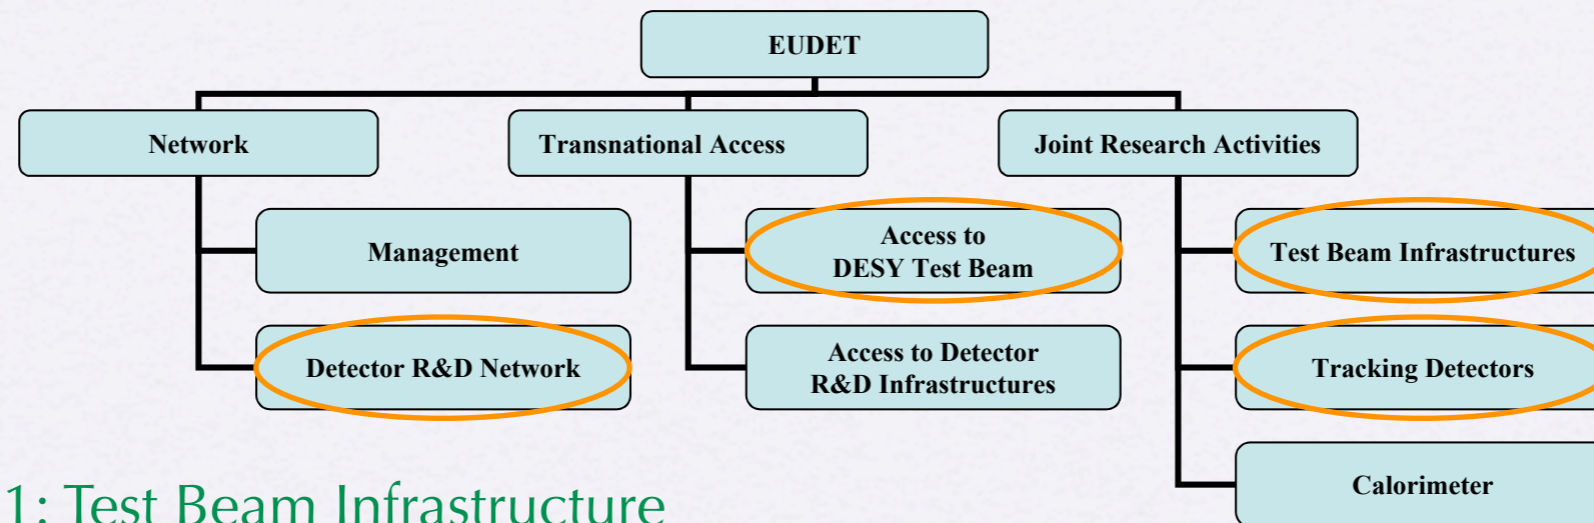 EUDET
Network
Transnational Access
Joint Research Activities
Management
Access to
DESY Test Beam
Test Beam Infrastructures
Detector R&D Network
Access to Detector
R&D Infrastructures
Tracking Detectors
Calorimeter
1: Test Beam Infrastructure